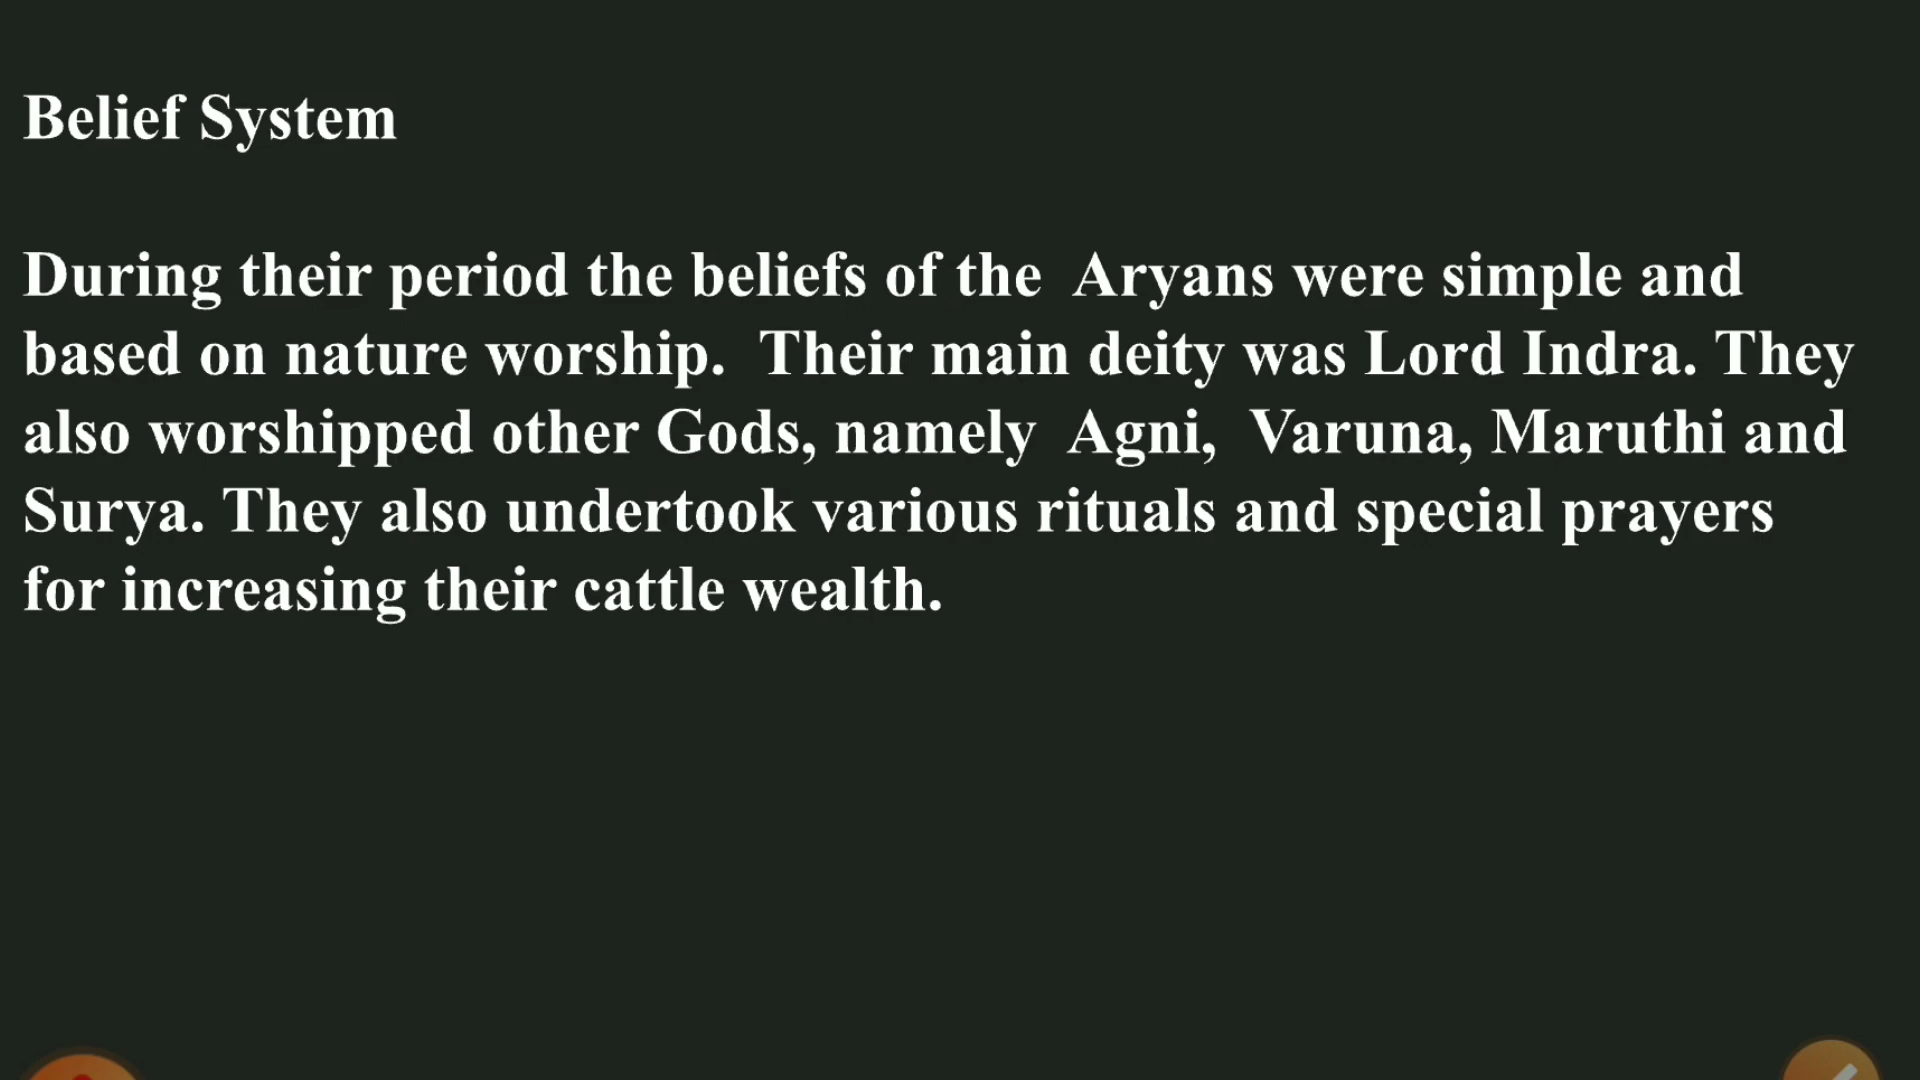 Belief System
During their period the beliefs of the Aryans were simple and
based on nature worship. Their main deity was Lord Indra. They
also worshipped other Gods, namely Agni, Varuna, Maruthi and
Surya. They also undertook various rituals and special prayers
for increasing their cattle wealth.